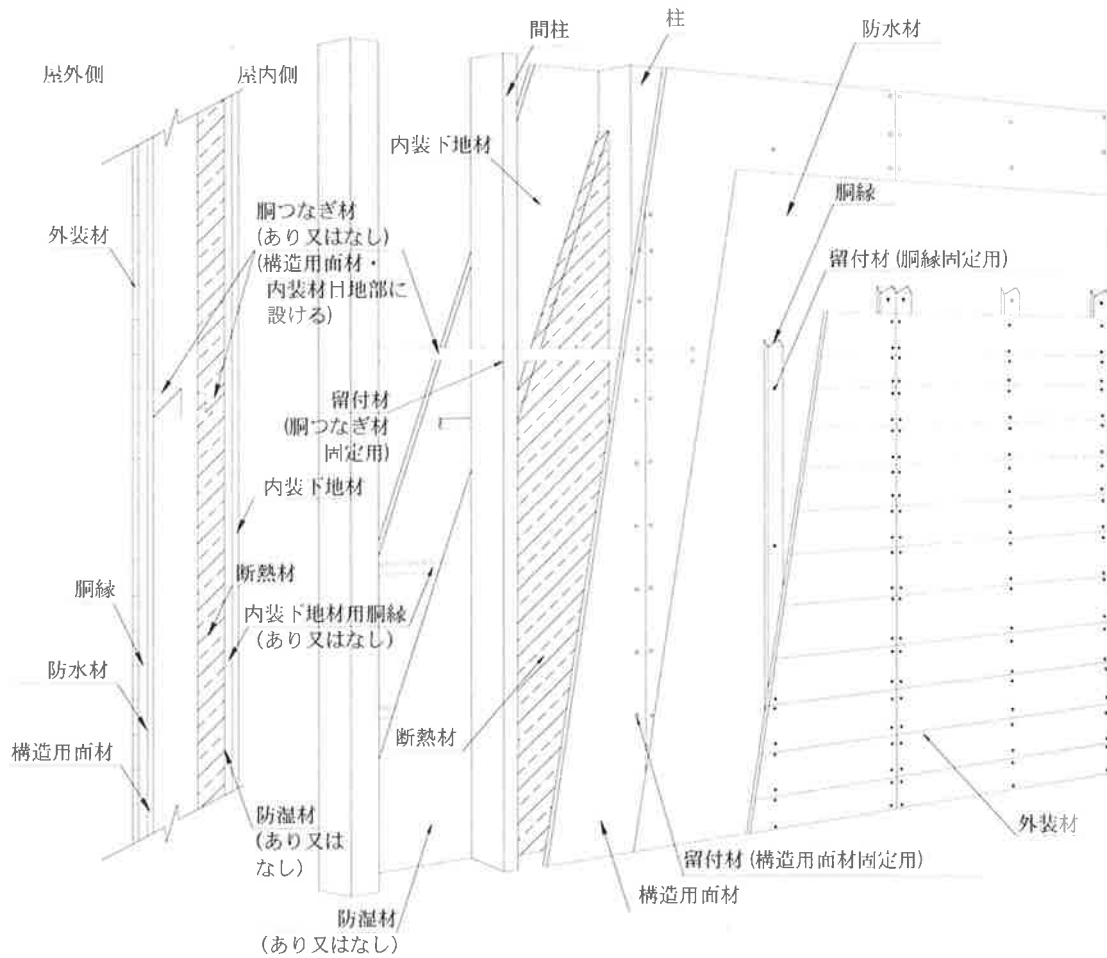 間柱
柱
防水材
屋外側
屋内側
内装下地材
胴縁
外装材
胴つなぎ材
(あり又はなし)
(構造用面材・
内装材目地部に
設ける)
留付材 (胴縁固定用)
留付材
(胴つなぎ材
固定用)
内装下地材
断熱材
胴縁
内装下地材用胴縁
(あり又はなし)
防水材
断熱材
構造用面材
防湿材
(あり又は
なし)
外装材
留付材 (構造用面材固定用)
構造用面材
防湿材
(あり又はなし)